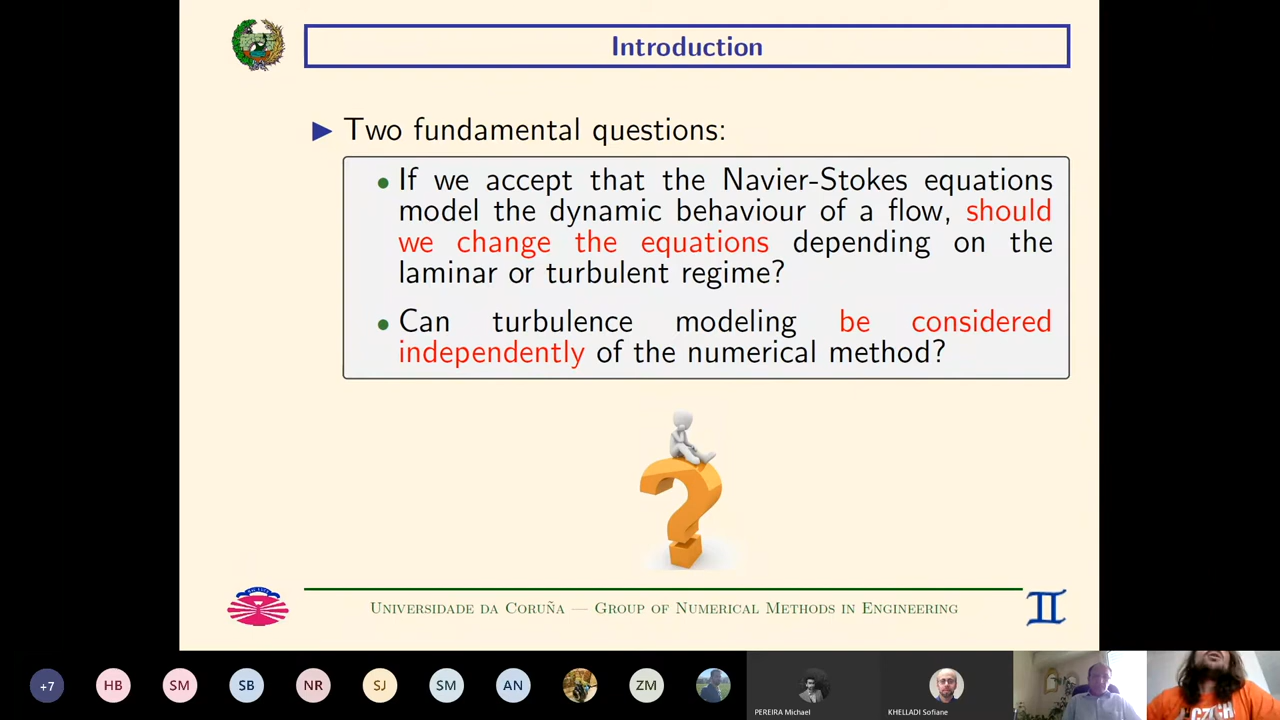 Introduction
Two fundamental questions:
If we accept that the Navier-Stokes equations
model the dynamic behaviour of a flow, should
we change the equations depending on the
laminar or turbulent regime?
Can turbulence modeling be considered
independently of the numerical method?
UNIVERSIDADE DA CORUÑA — GROUP OF NUMERICAL METHODS IN ENGINEERING
+7 HB SM SB NR SJ SM AN ZM
PEREIRA Michael
KHELLADI Sofiane
CZECH